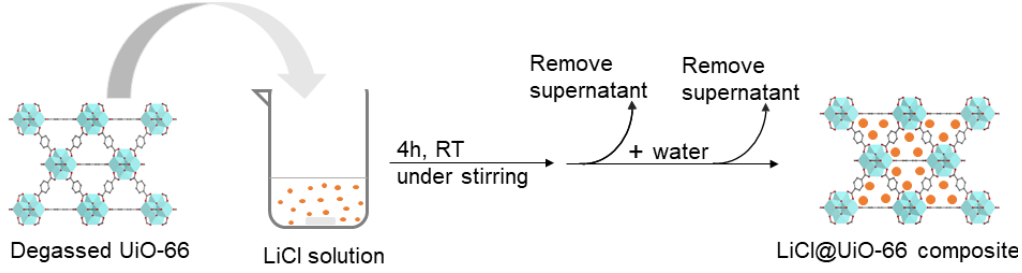 Degassed UiO-66
LiCl solution
4h, RT
under stirring
Remove
supernatant
+ water
Remove
supernatant
LiCl@UiO-66 composite